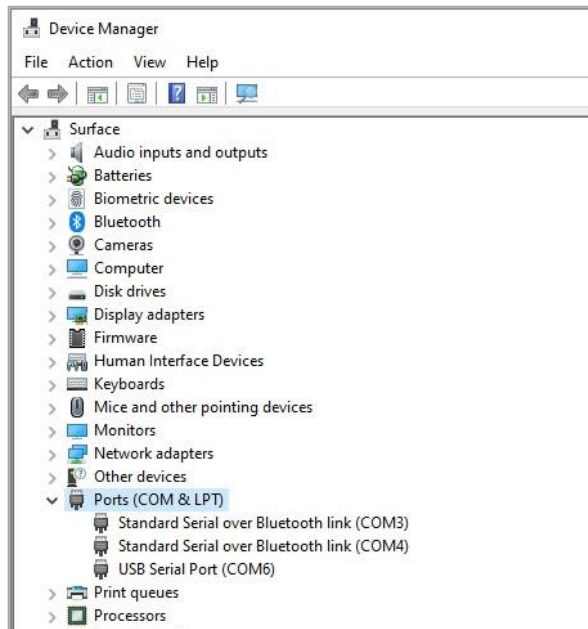 Device Manager
File Action View Help
Surface
Audio inputs and outputs
Batteries
Biometric devices
Bluetooth
Cameras
Computer
Disk drives
Display adapters
Firmware
Human Interface Devices
Keyboards
Mice and other pointing devices
Monitors
Network adapters
Other devices
Ports (COM & LPT)
Standard Serial over Bluetooth link (COM3)
Standard Serial over Bluetooth link (COM4)
USB Serial Port (COM6)
Print queues
Processors